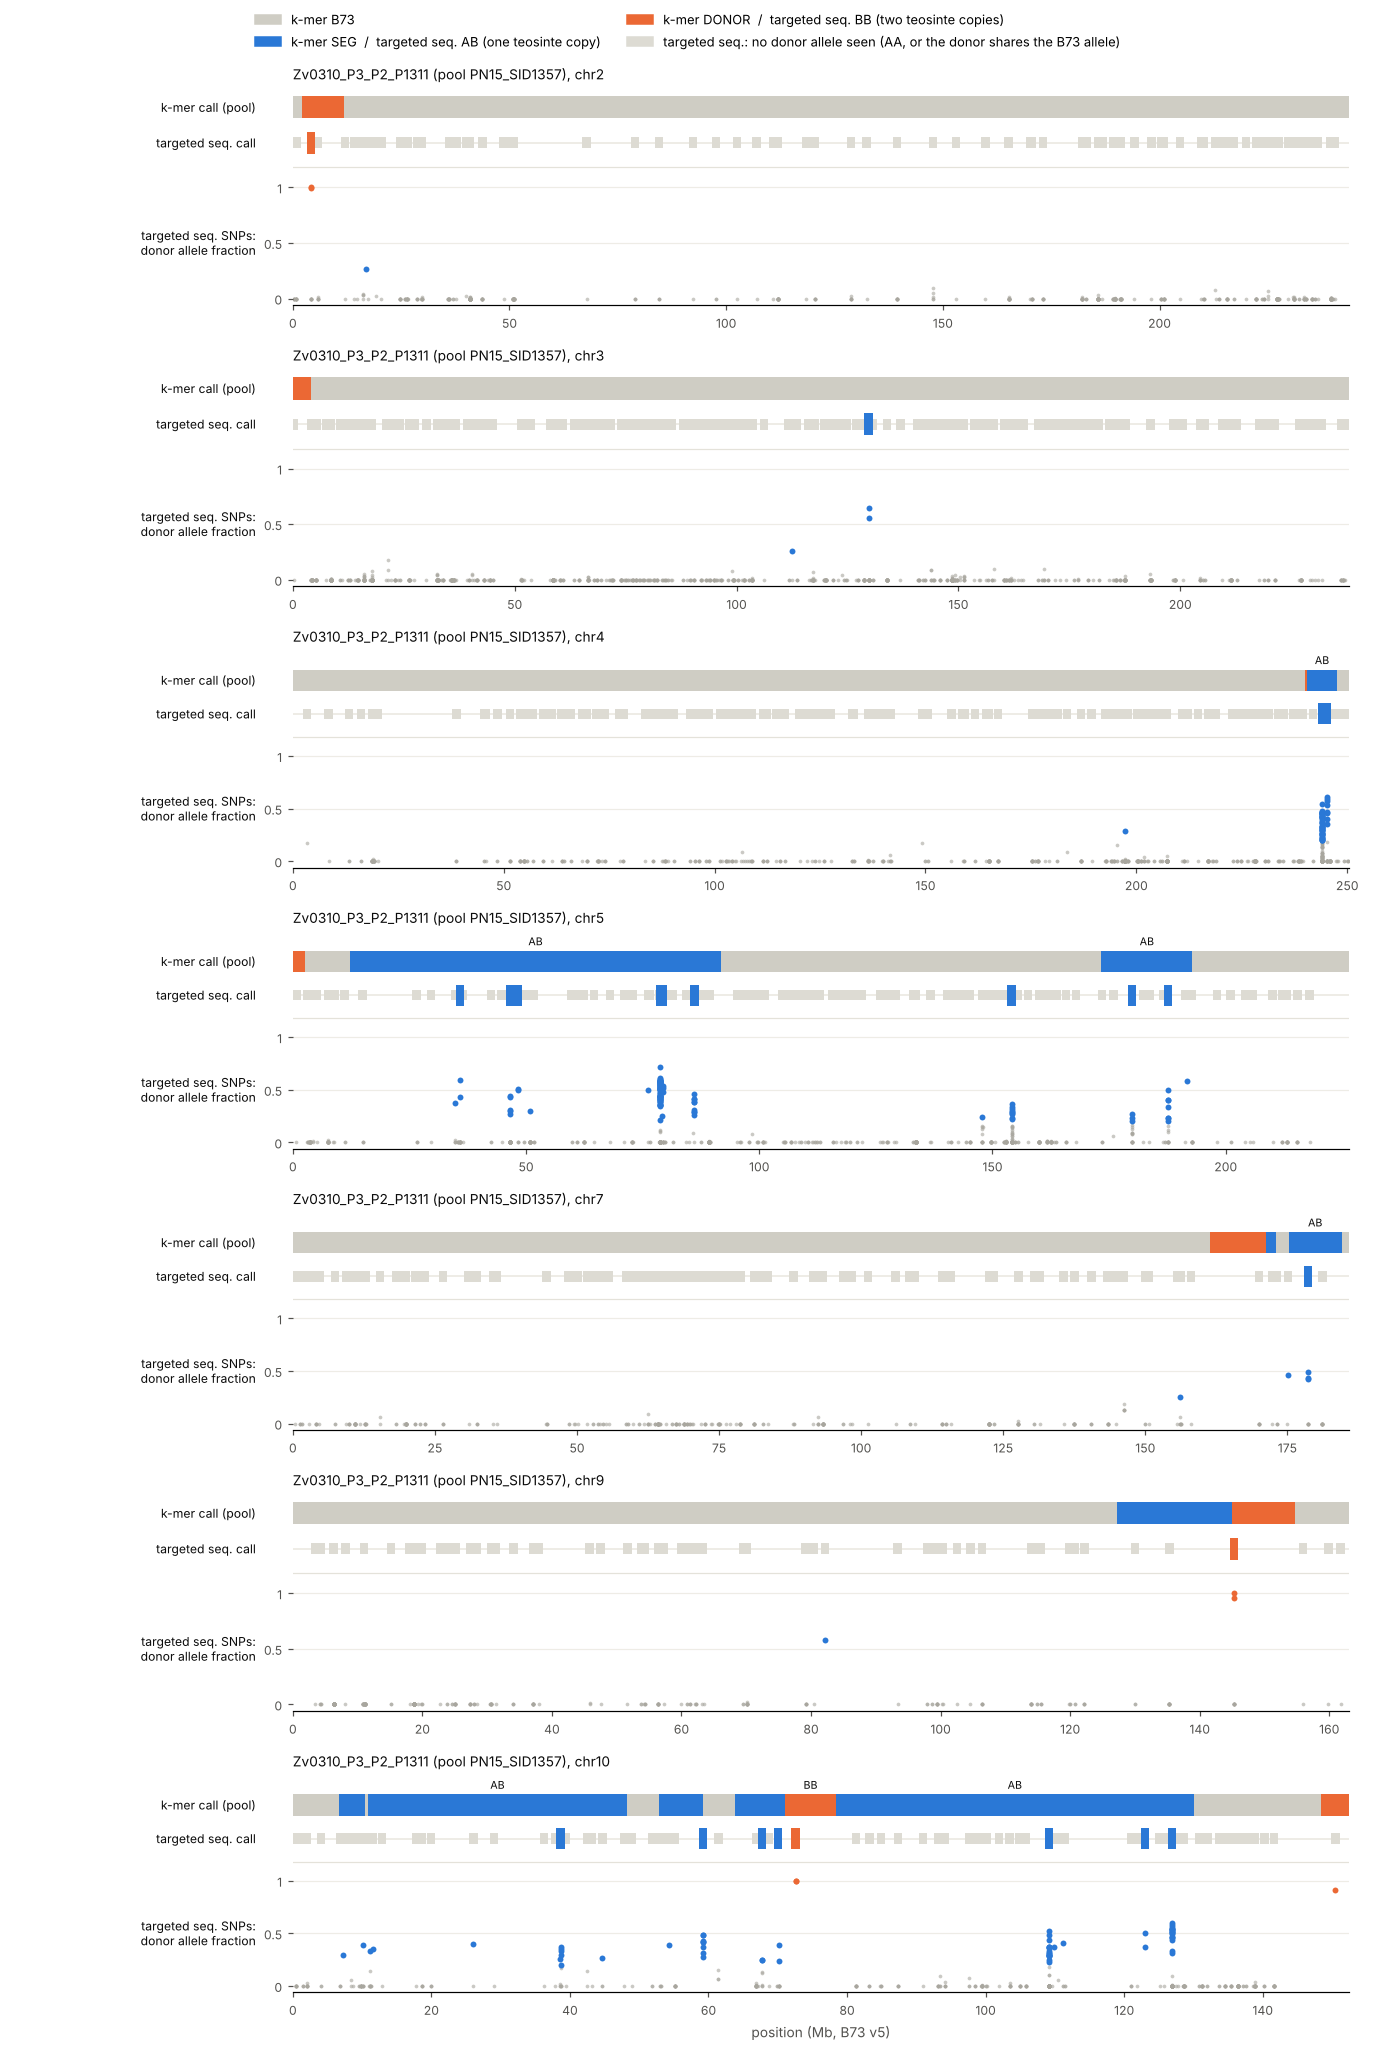 k-mer B73
k-mer DONOR / targeted seq. BB (two teosinte copies)
k-mer SEG / targeted seq. AB (one teosinte copy)
targeted seq.: no donor allele seen (AA, or the donor shares the B73 allele)
Zv0310_P3_P2_P1311 (pool PN15_SID1357), chr2
k-mer call (pool)
targeted seq. call
1
targeted seq. SNPs:
donor allele fraction
0.5
0
0 50 100 150 200
Zv0310_P3_P2_P1311 (pool PN15_SID1357), chr3
k-mer call (pool)
targeted seq. call
1
targeted seq. SNPs:
donor allele fraction
0.5
0
0 50 100 150 200
Zv0310_P3_P2_P1311 (pool PN15_SID1357), chr4
AB
k-mer call (pool)
targeted seq. call
1
targeted seq. SNPs:
donor allele fraction
0.5
0
0 50 100 150 200 250
Zv0310_P3_P2_P1311 (pool PN15_SID1357), chr5
AB AB
k-mer call (pool)
targeted seq. call
1
targeted seq. SNPs:
donor allele fraction
0.5
0
0 50 100 150 200
Zv0310_P3_P2_P1311 (pool PN15_SID1357), chr7
AB
k-mer call (pool)
targeted seq. call
1
targeted seq. SNPs:
donor allele fraction
0.5
0
0 25 50 75 100 125 150 175
Zv0310_P3_P2_P1311 (pool PN15_SID1357), chr9
k-mer call (pool)
targeted seq. call
1
targeted seq. SNPs:
donor allele fraction
0.5
0
0 20 40 60 80 100 120 140 160
Zv0310_P3_P2_P1311 (pool PN15_SID1357), chr10
AB BB AB
k-mer call (pool)
targeted seq. call
1
targeted seq. SNPs:
donor allele fraction
0.5
0
0 20 40 60 80 100 120 140
position (Mb, B73 v5)